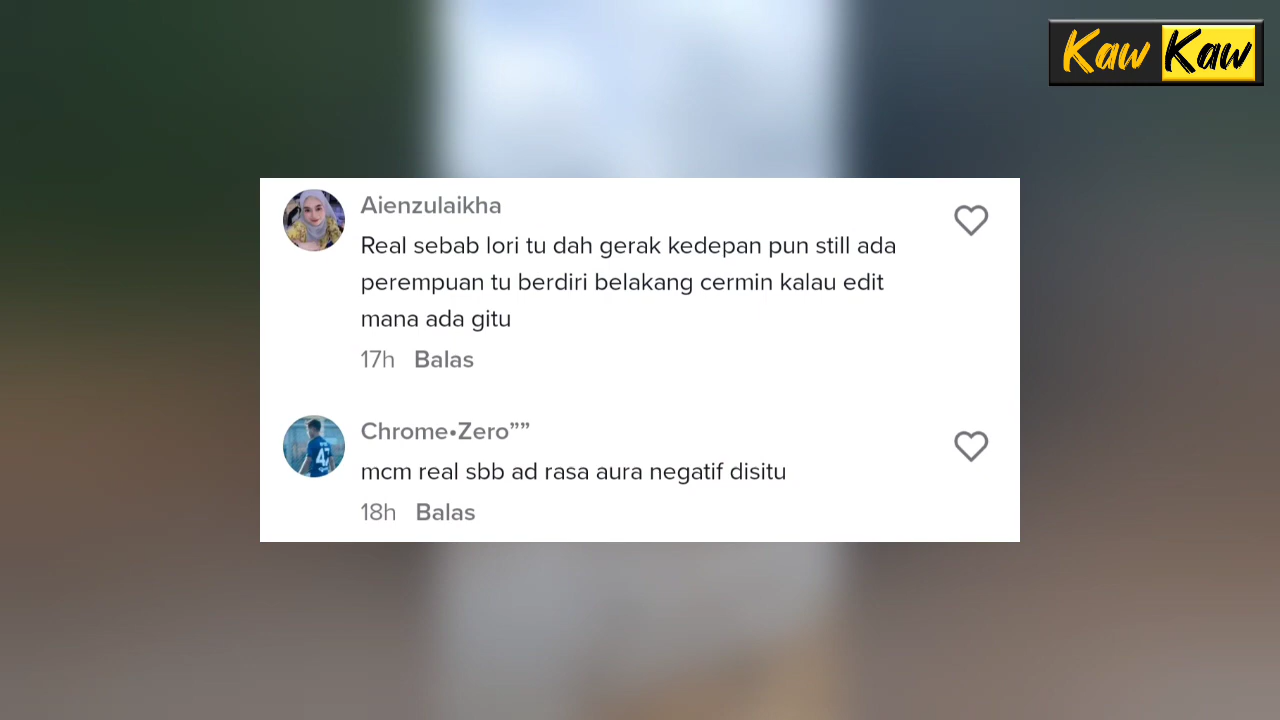 Kaw Kaw
Aienzulaikha
Real sebab lori tu dah gerak kedepan pun still ada
perempuan tu berdiri belakang cermin kalau edit
mana ada gitu
17h Balas
Chrome•Zero””
mcm real sbb ad rasa aura negatif disitu
18h Balas